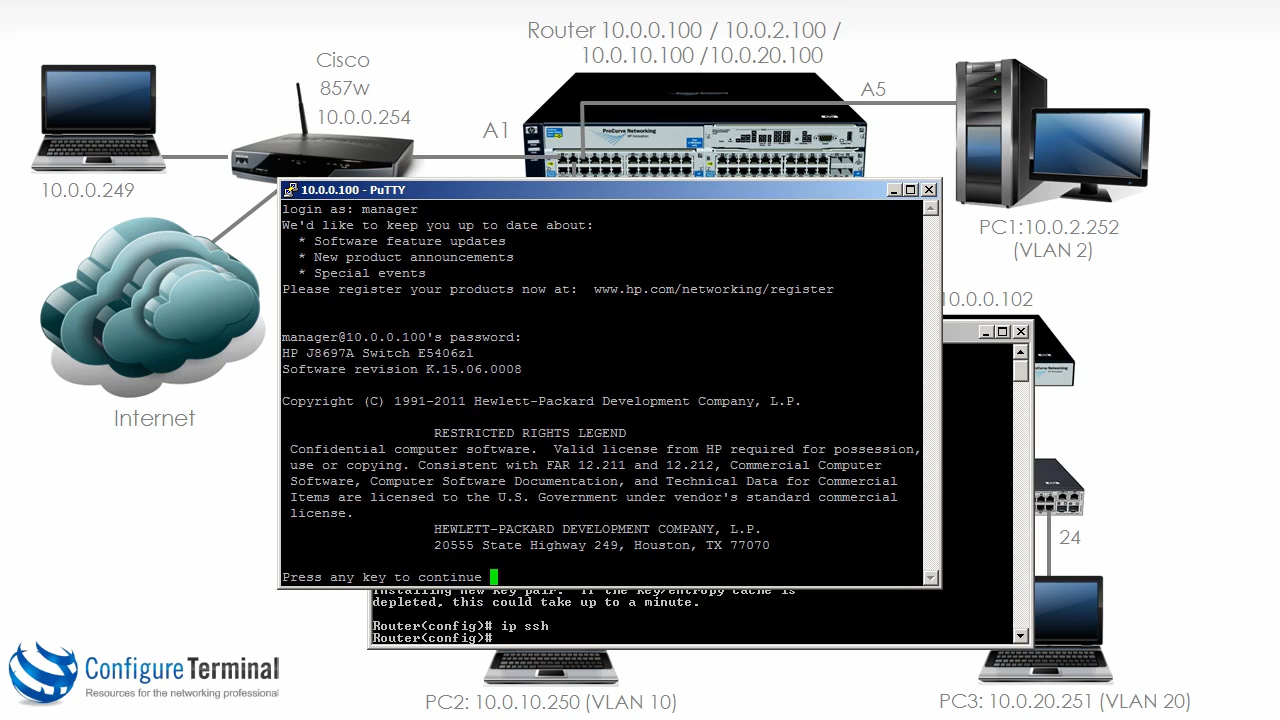 Router 10.0.0.100 / 10.0.2.100 /
10.0.10.100 /10.0.20.100
Cisco
857w
10.0.0.254
A1
A5
ProCurve Networking
HP Innovation
10.0.0.249
PC1:10.0.2.252
(VLAN 2)
10.0.0.102
Internet
10.0.0.100 - PuTTY
login as: manager
We'd like to keep you up to date about:
* Software feature updates
* New product announcements
* Special events
Please register your products now at:  www.hp.com/networking/register
manager@10.0.0.100's password:
HP J8697A Switch E5406zl
Software revision K.15.06.0008
Copyright (C) 1991-2011 Hewlett-Packard Development Company, L.P.
RESTRICTED RIGHTS LEGEND
Confidential computer software.  Valid license from HP required for possession,
use or copying. Consistent with FAR 12.211 and 12.212, Commercial Computer
Software, Computer Software Documentation, and Technical Data for Commercial
Items are licensed to the U.S. Government under vendor's standard commercial
license.
HEWLETT-PACKARD DEVELOPMENT COMPANY, L.P.
20555 State Highway 249, Houston, TX 77070
Press any key to continue
Installing new key pair.  If the key/entropy cache is
depleted, this could take up to a minute.
Router(config)# ip ssh
Router(config)#
24
Configure Terminal
Resources for the networking professional
PC2: 10.0.10.250 (VLAN 10)
PC3: 10.0.20.251 (VLAN 20)